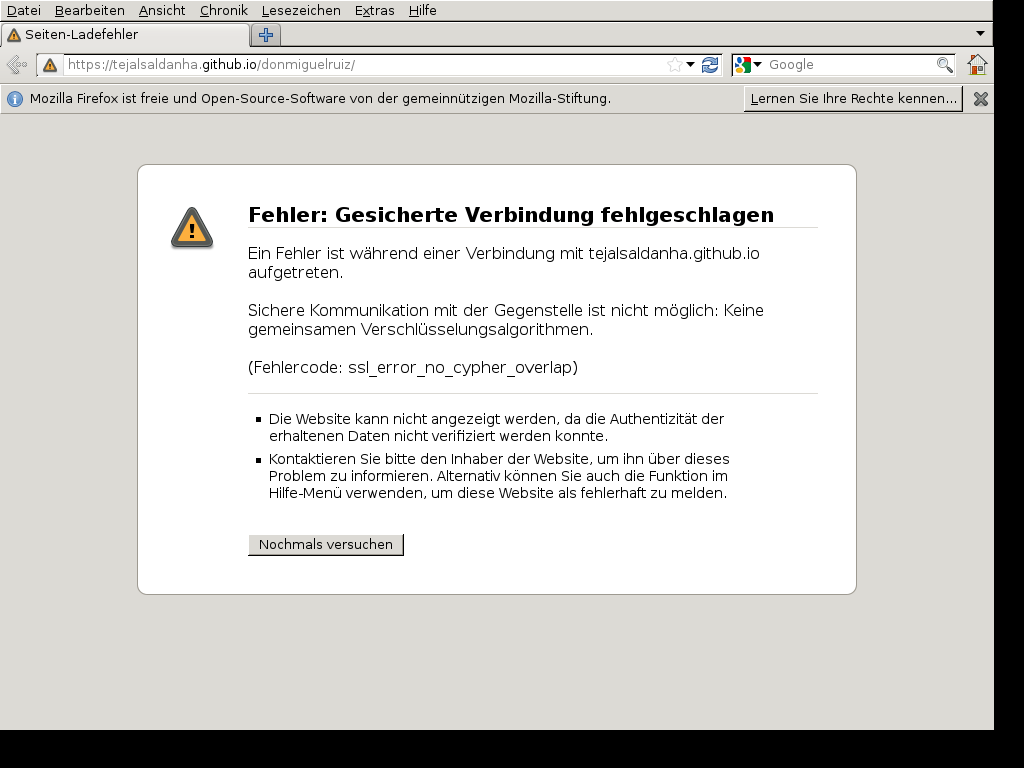 Datei Bearbeiten Ansicht Chronik Lesezeichen Extras Hilfe
Seiten-Ladefehler
https://tejalsaldanha.github.io/donmiguelruiz/
Google
Mozilla Firefox ist freie und Open-Source-Software von der gemeinnützigen Mozilla-Stiftung.
Lernen Sie Ihre Rechte kennen...
Fehler: Gesicherte Verbindung fehlgeschlagen
Ein Fehler ist während einer Verbindung mit tejalsaldanha.github.io
aufgetreten.
Sichere Kommunikation mit der Gegenstelle ist nicht möglich: Keine
gemeinsamen Verschlüsselungsalgorithmen.
(Fehlercode: ssl_error_no_cypher_overlap)
Die Website kann nicht angezeigt werden, da die Authentizität der
erhaltenen Daten nicht verifiziert werden konnte.
Kontaktieren Sie bitte den Inhaber der Website, um ihn über dieses
Problem zu informieren. Alternativ können Sie auch die Funktion im
Hilfe-Menü verwenden, um diese Website als fehlerhaft zu melden.
Nochmals versuchen